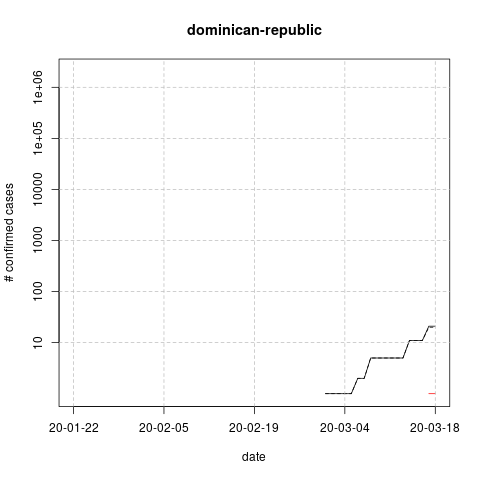 dominican-republic
# confirmed cases
1e+06
1e+05
10000
1000
100
10
20-01-22 20-02-05 20-02-19 20-03-04 20-03-18
date